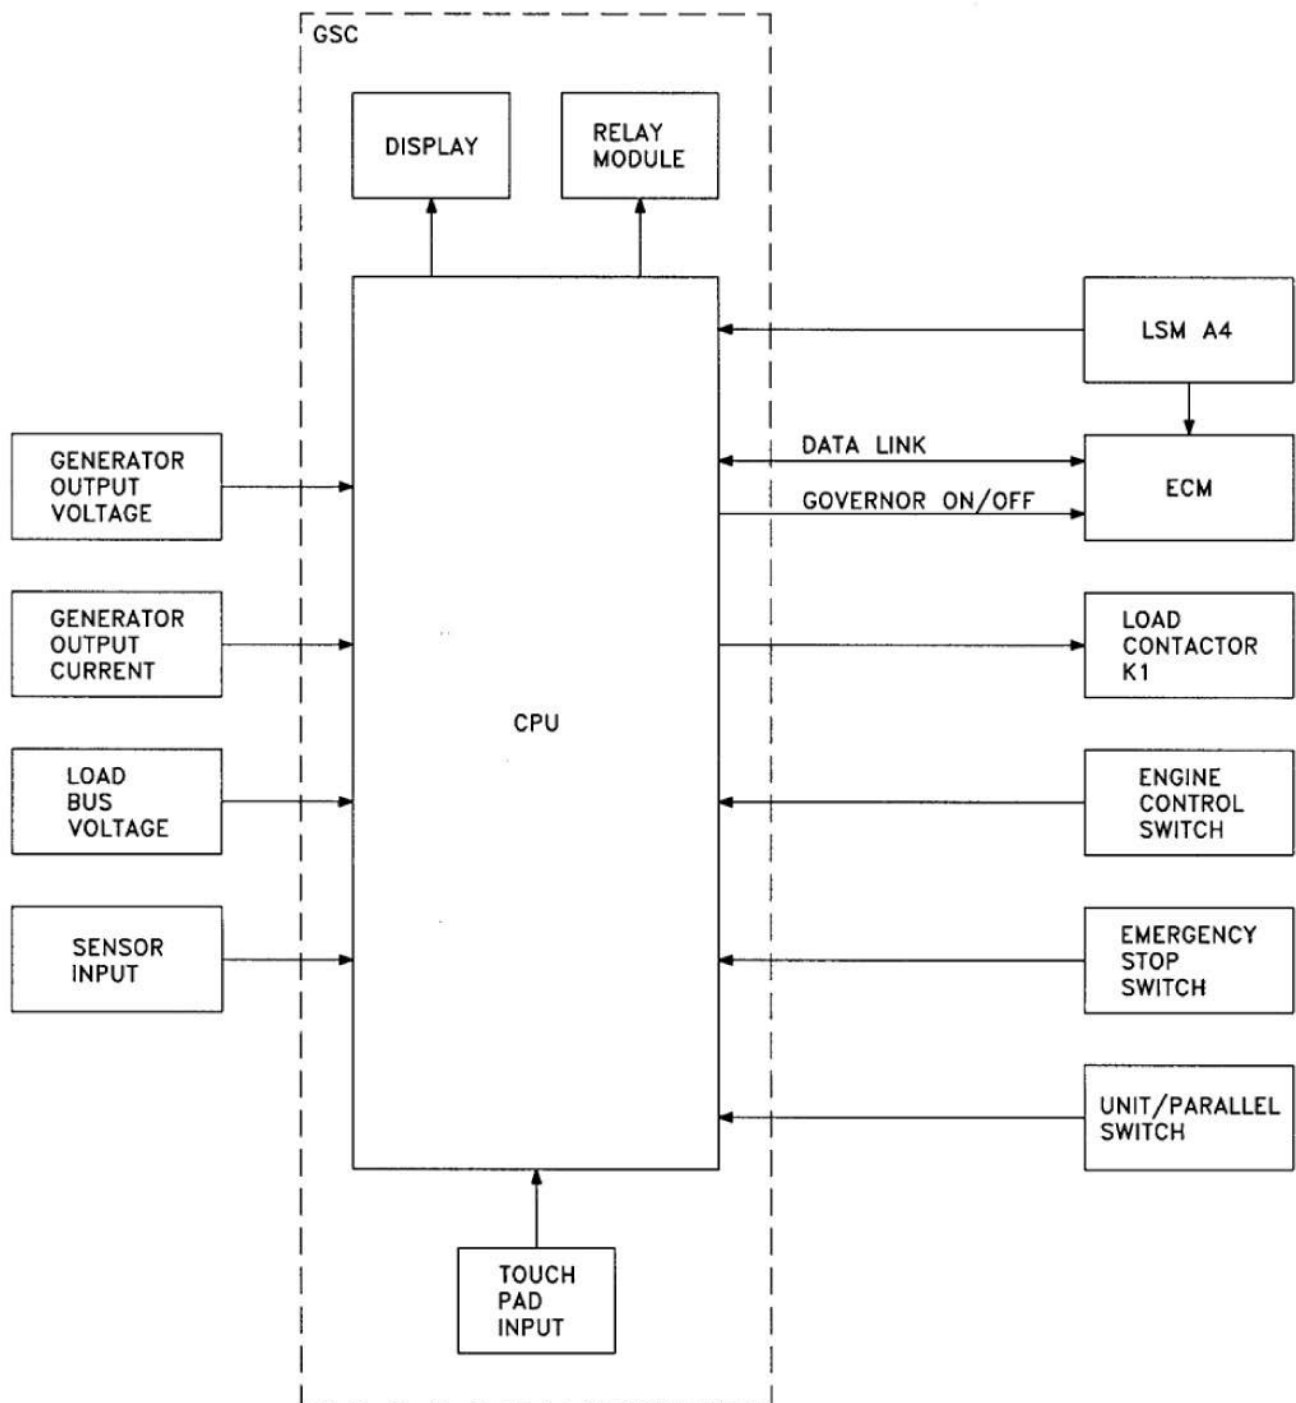 GSC
DISPLAY
RELAY
MODULE
LSM A4
DATA LINK
ECM
GOVERNOR ON/OFF
GENERATOR
OUTPUT
VOLTAGE
GENERATOR
OUTPUT
CURRENT
LOAD
CONTACTOR
K1
CPU
LOAD
BUS
VOLTAGE
ENGINE
CONTROL
SWITCH
SENSOR
INPUT
EMERGENCY
STOP
SWITCH
UNIT/PARALLEL
SWITCH
TOUCH
PAD
INPUT